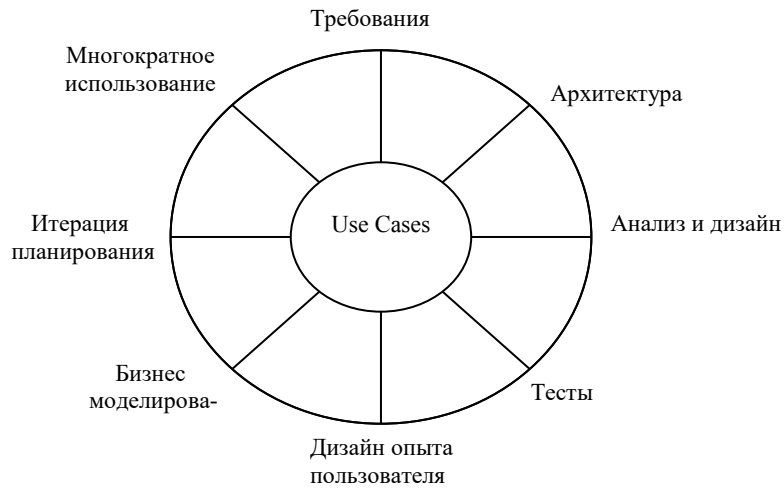 Требования
Многократное
использование
Архитектура
Use Cases
Итерация
планирования
Анализ и дизайн
Бизнес
моделирова-
Тесты
Дизайн опыта
пользователя